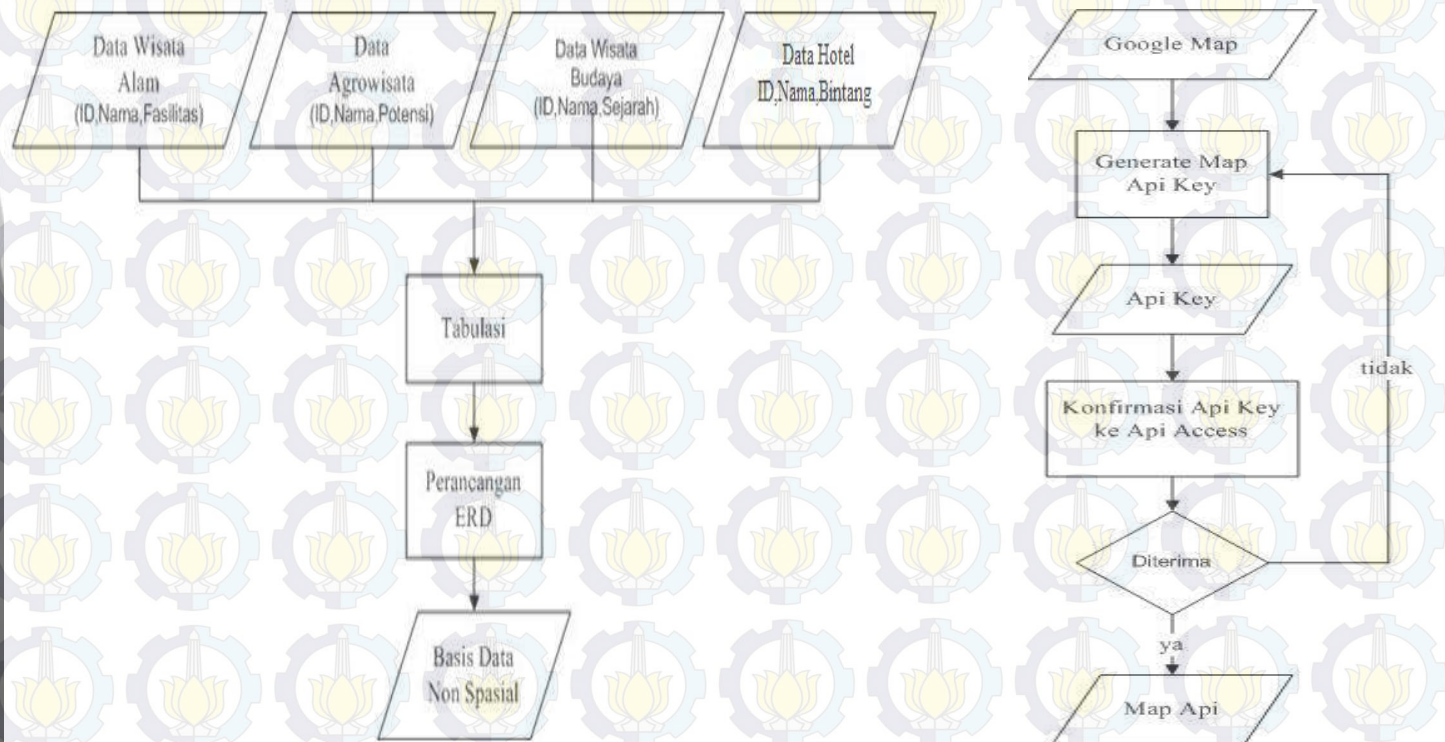 Data Wisata
Alam
(ID,Nama,Fasilitas)
Data
Agrowisata
(ID,Nama,Potensi)
Data Wisata
Budaya
(ID,Nama,Sejarah)
Data Hotel
ID,Nama,Bintang
Tabulasi
Perancangan
ERD
Basis Data
Non Spasial
Google Map
Generate Map
Api Key
Api Key
Konfirmasi Api Key
ke Api Access
tidak
Diterima
ya
Map Api